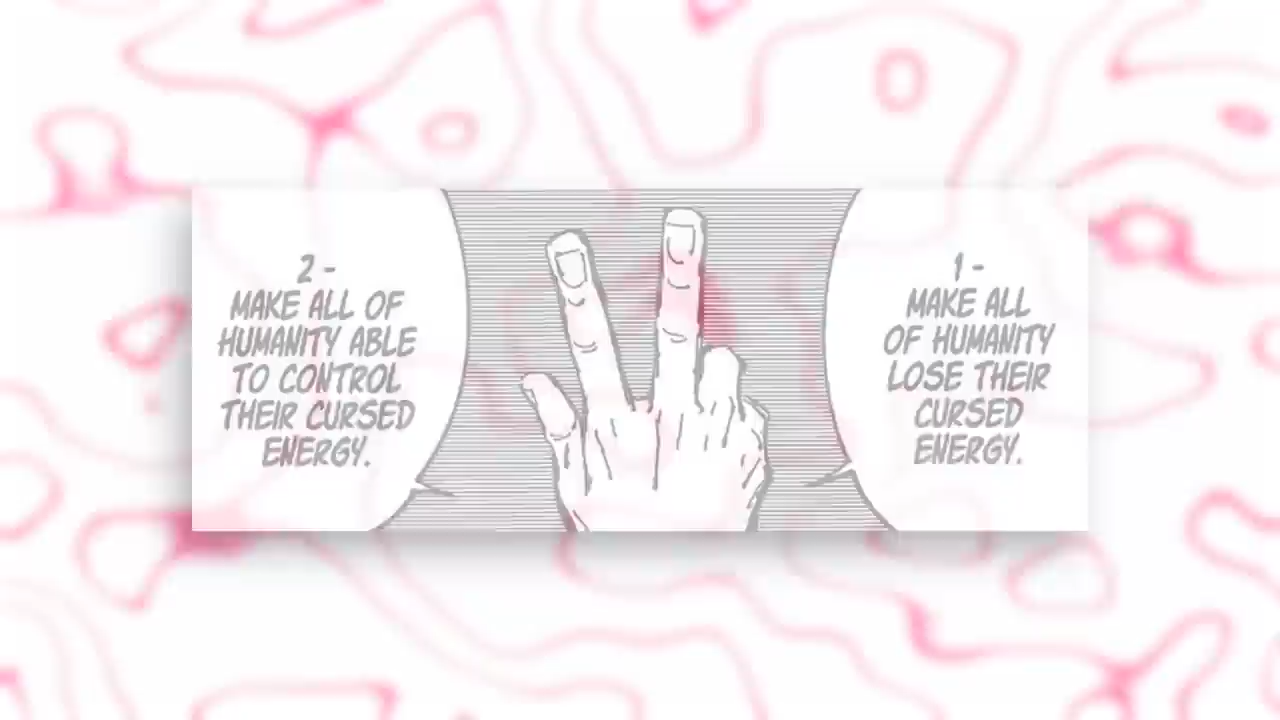 1 -
MAKE ALL
OF HUMANITY
LOSE THEIR
CURSED
ENERGY.
2 -
MAKE ALL OF
HUMANITY ABLE
TO CONTROL
THEIR CURSED
ENERGY.